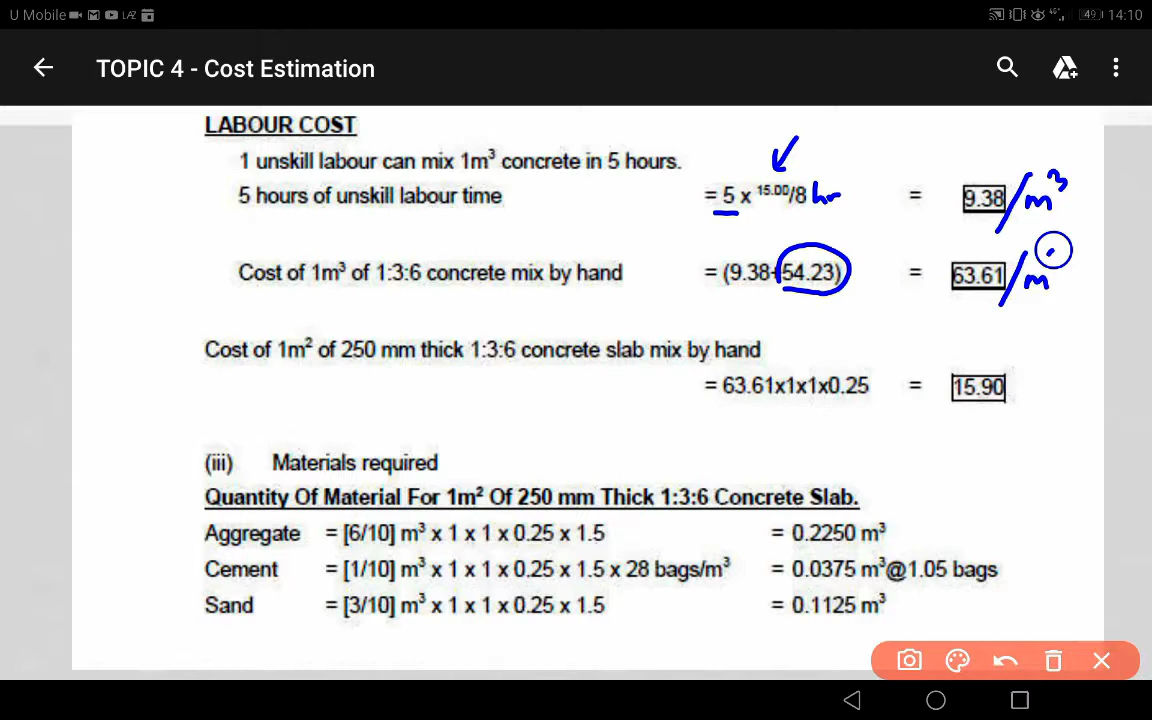 U Mobile 49 14:10
TOPIC 4 - Cost Estimation
LABOUR COST
1 unskill labour can mix 1m³ concrete in 5 hours.
5 hours of unskill labour time = 5 x 15.00/8 hr = 9.38 /m³
Cost of 1m³ of 1:3:6 concrete mix by hand = (9.38+54.23) = 63.61 /m
Cost of 1m² of 250 mm thick 1:3:6 concrete slab mix by hand
= 63.61x1x1x0.25 = 15.90
(iii) Materials required
Quantity Of Material For 1m² Of 250 mm Thick 1:3:6 Concrete Slab.
Aggregate = [6/10] m³ x 1 x 1 x 0.25 x 1.5 = 0.2250 m³
Cement = [1/10] m³ x 1 x 1 x 0.25 x 1.5 x 28 bags/m³ = 0.0375 m³@1.05 bags
Sand = [3/10] m³ x 1 x 1 x 0.25 x 1.5 = 0.1125 m³